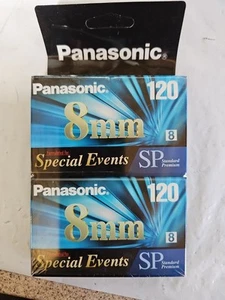 Panasonic®
Panasonic. 120
8mm
8
Special Events SP Standard Premium
Panasonic. 120
8mm
8
Special Events SP Standard Premium